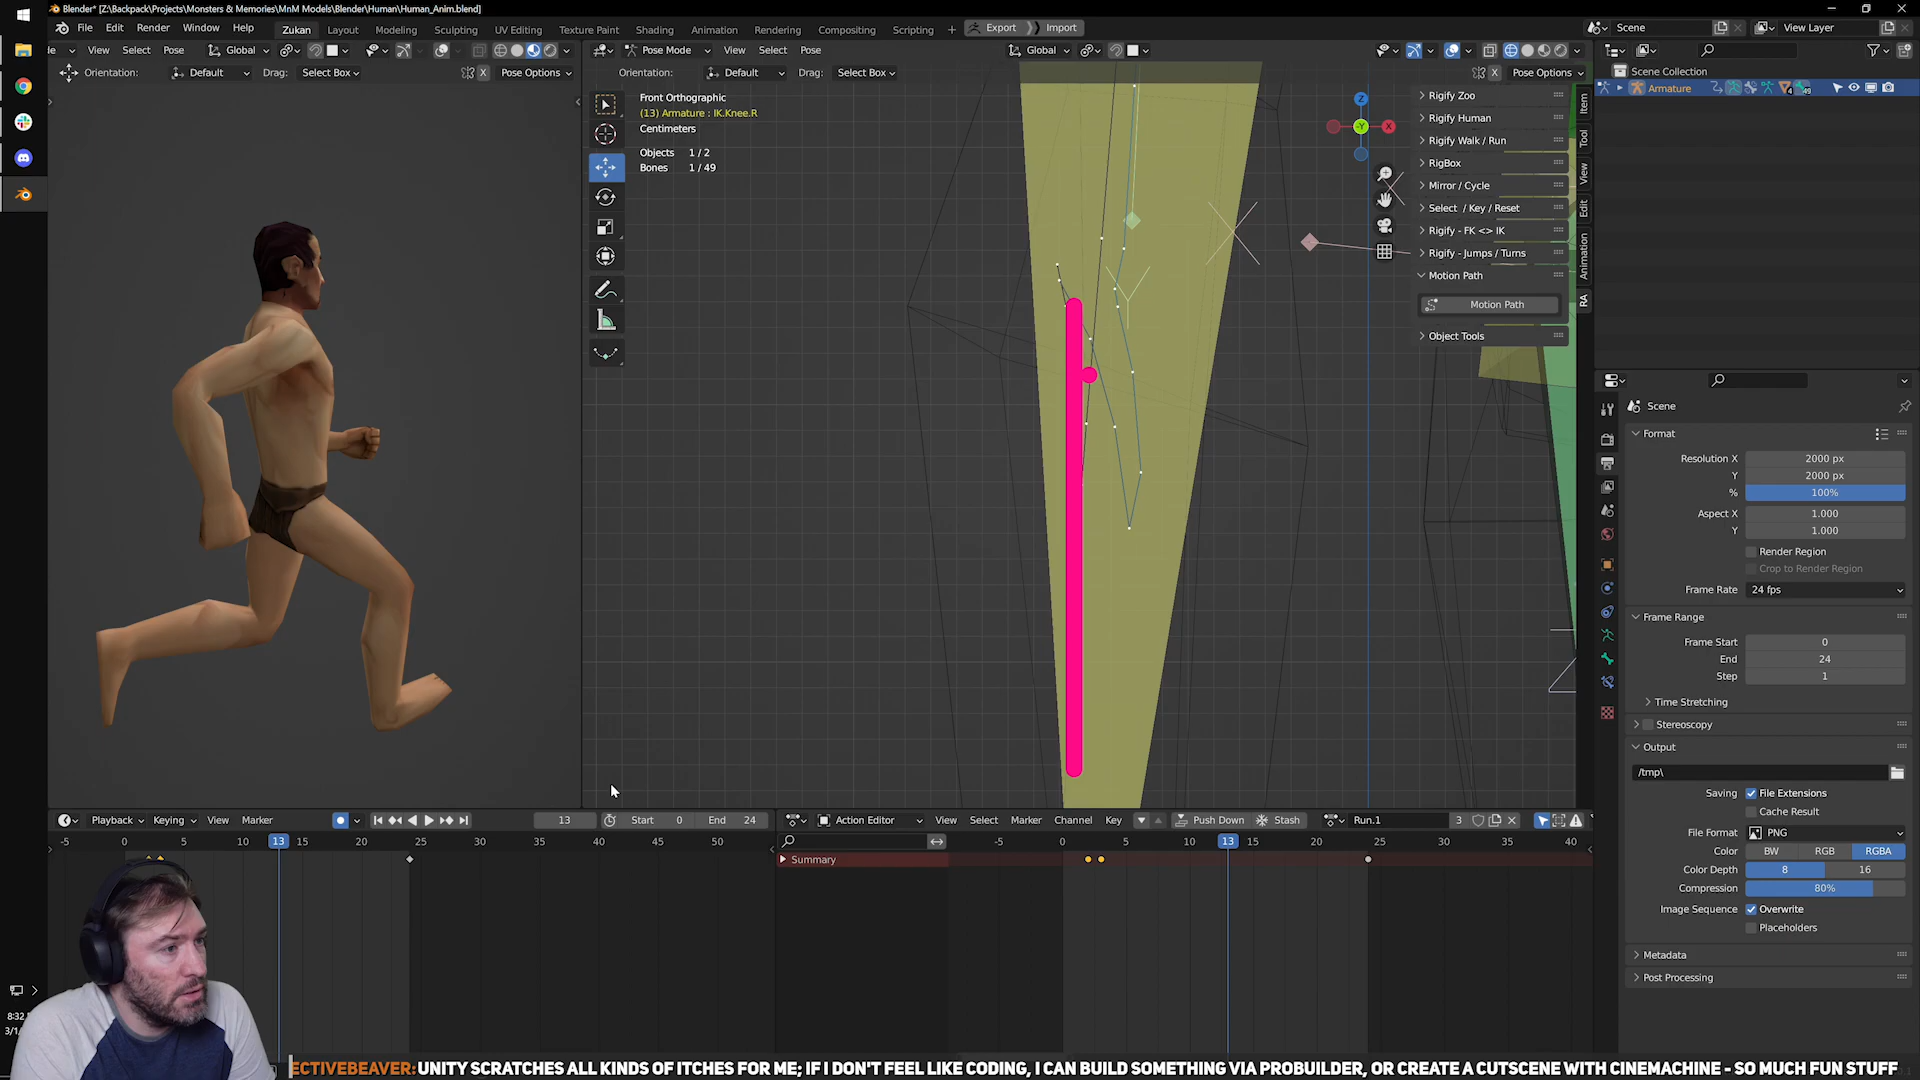 Blender* [Z:\Backpack\Projects\Monsters & Memories\MnM Models\Blender\Human\Human_Anim.blend]
File Edit Render Window Help Zukan Layout Modeling Sculpting UV Editing Texture Paint Shading Animation Rendering Compositing Scripting + Export Import Scene View Layer
View Select Pose Global Pose Mode View Select Pose Global
Orientation: Default Drag: Select Box X Pose Options Orientation: Default Drag: Select Box X Pose Options
Scene Collection
Armature
Front Orthographic
(13) Armature : IK.Knee.R
Centimeters
Objects 1 / 2
Bones 1 / 49
Z
Y
X
Rigify Zoo
Rigify Human
Rigify Walk / Run
RigBox
Mirror / Cycle
Select / Key / Reset
Rigify - FK <> IK
Rigify - Jumps / Turns
Motion Path
Motion Path
Object Tools
Item
Tool
View
Edit
Animation
RA
Scene
Format
Resolution X 2000 px
Y 2000 px
% 100%
Aspect X 1.000
Y 1.000
Render Region
Crop to Render Region
Frame Rate 24 fps
Frame Range
Frame Start 0
End 24
Step 1
Time Stretching
Stereoscopy
Output
/tmp\
Saving File Extensions
Cache Result
File Format PNG
Color BW RGB RGBA
Color Depth 8 16
Compression 80%
Image Sequence Overwrite
Placeholders
Metadata
Post Processing
Playback Keying View Marker 13 Start 0 End 24
-5 0 5 13 15 20 25 30 35 40 45 50
Action Editor View Select Marker Channel Key Push Down Stash Run.1 3
-5 0 5 10 13 15 20 25 30 35 40
Summary
8:32
3/1/
ECTIVEBEAVER: UNITY SCRATCHES ALL KINDS OF ITCHES FOR ME; IF I DON'T FEEL LIKE CODING, I CAN BUILD SOMETHING VIA PROBUILDER, OR CREATE A CUTSCENE WITH CINEMACHINE - SO MUCH FUN STUFF